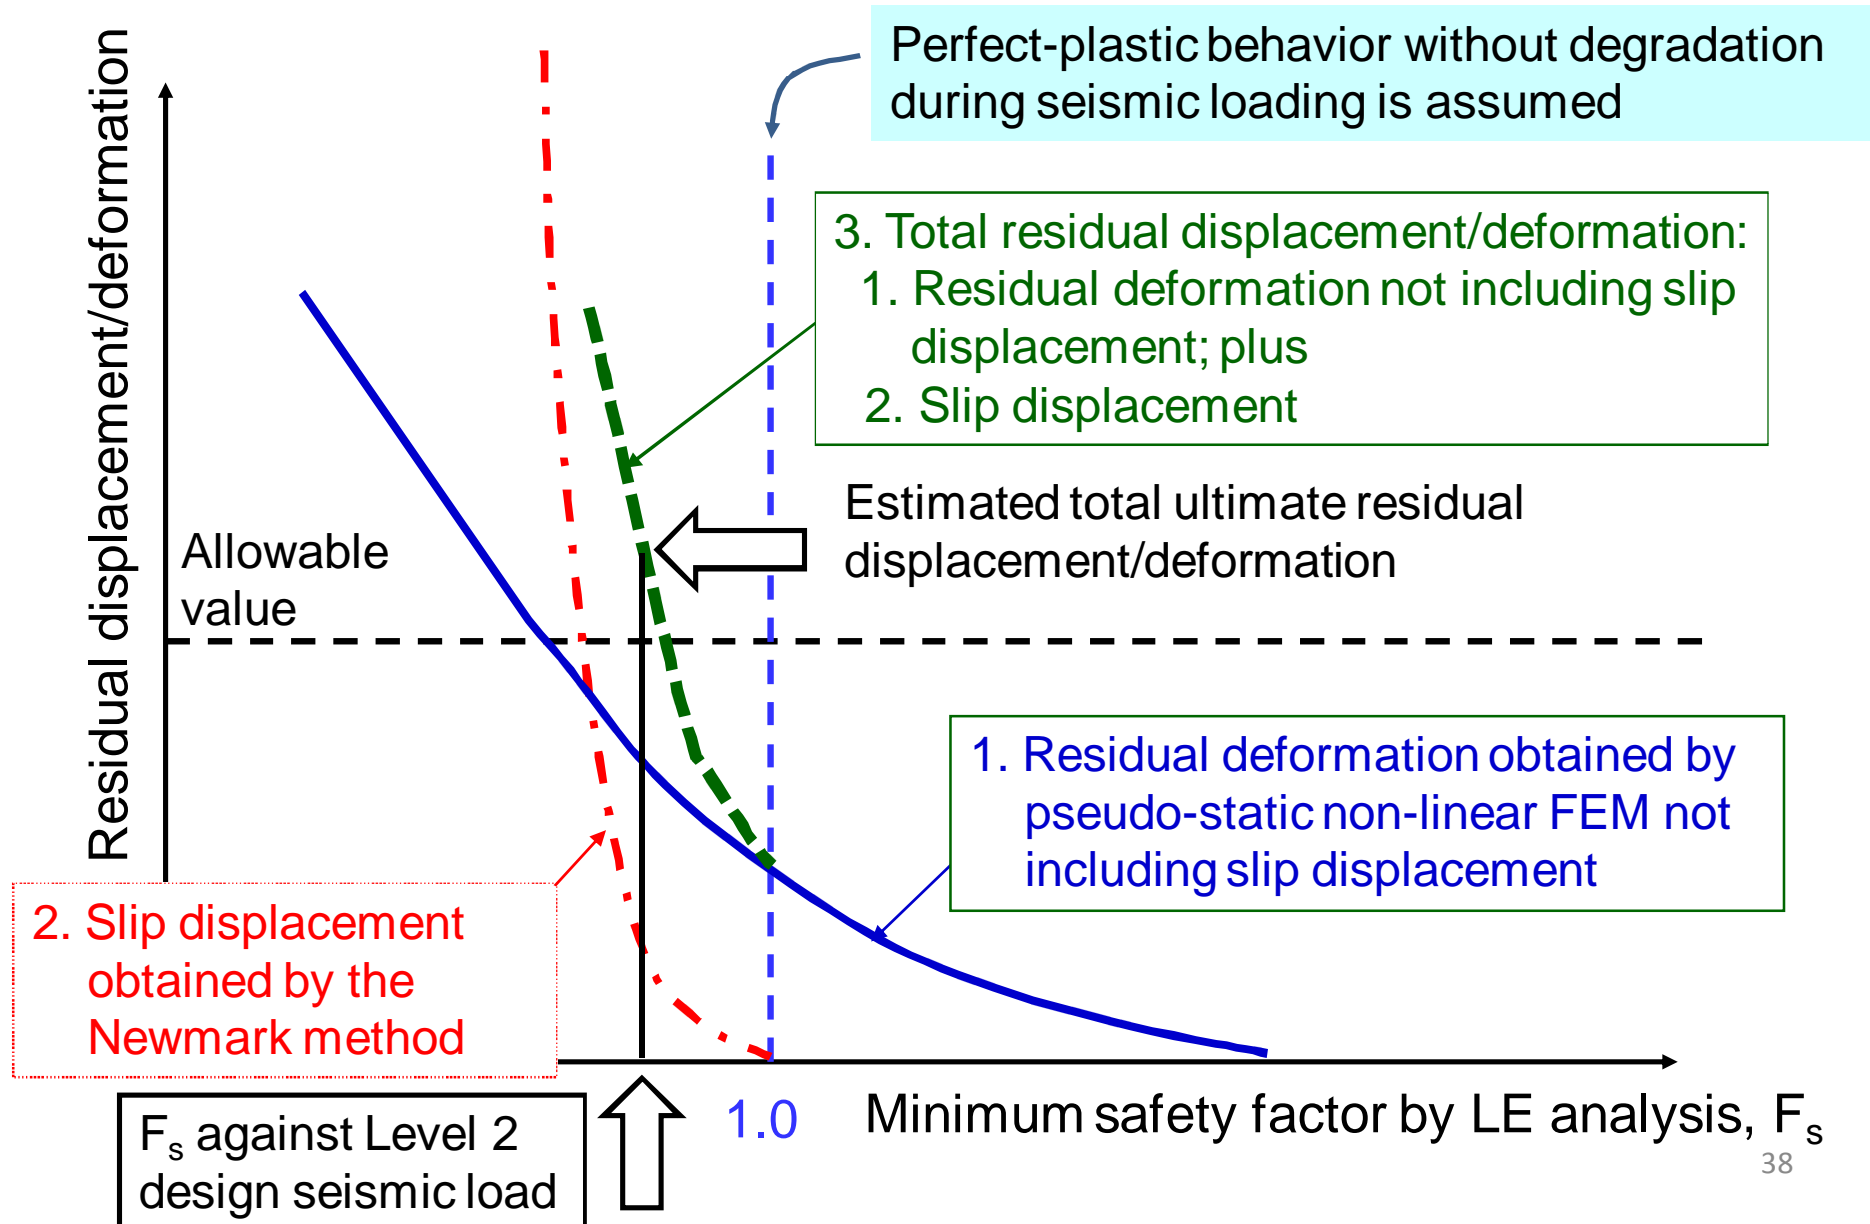 Residual displacement/deformation
Perfect-plastic behavior without degradation
during seismic loading is assumed
3. Total residual displacement/deformation:
1. Residual deformation not including slip
displacement; plus
2. Slip displacement
Estimated total ultimate residual
displacement/deformation
Allowable
value
1. Residual deformation obtained by
pseudo-static non-linear FEM not
including slip displacement
2. Slip displacement
obtained by the
Newmark method
1.0
Minimum safety factor by LE analysis, Fs
Fs against Level 2
design seismic load
38